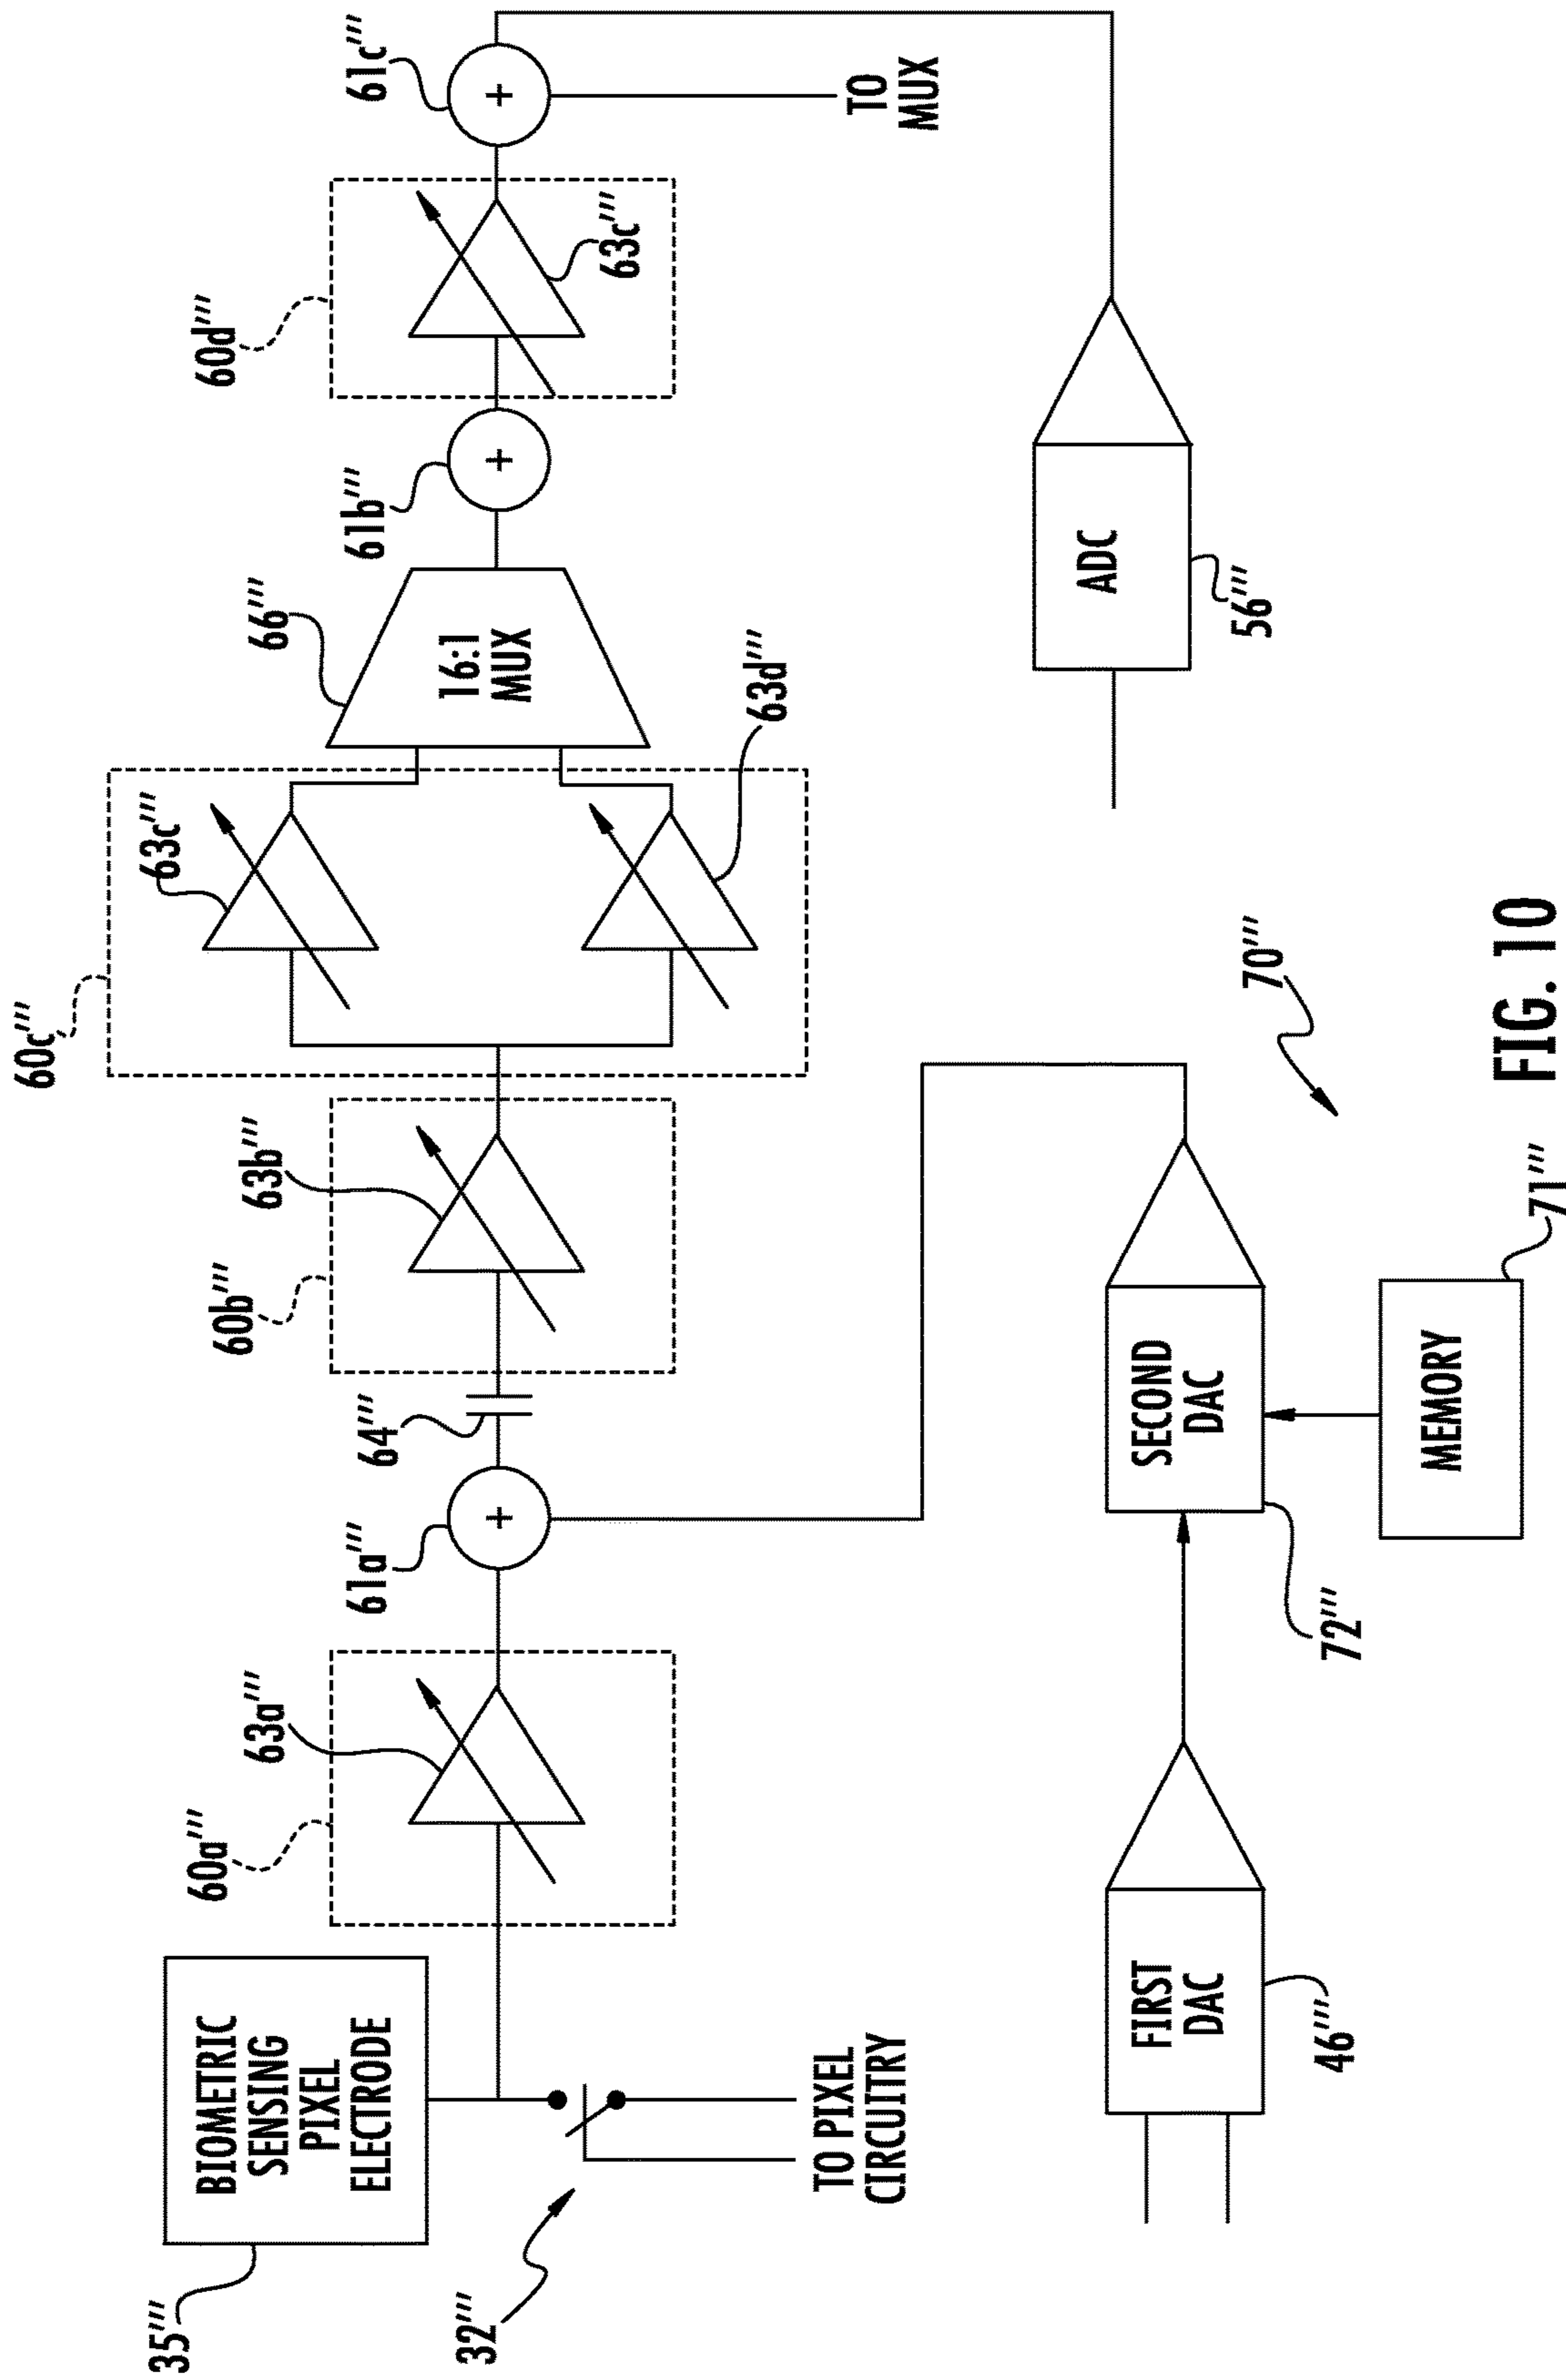 35'''
BIOMETRIC
SENSING
PIXEL
ELECTRODE
32'''
TO PIXEL
CIRCUITRY
60a'''
63a'''
61a'''
64'''
60b'''
63b'''
60c'''
63c'''
63d'''
66'''
16:1
MUX
61b'''
60d'''
63c'''
61c'''
+
+
+
TO
MUX
FIRST
DAC
46'''
SECOND
DAC
72'''
MEMORY
71'''
70'''
ADC
56'''
FIG. 10